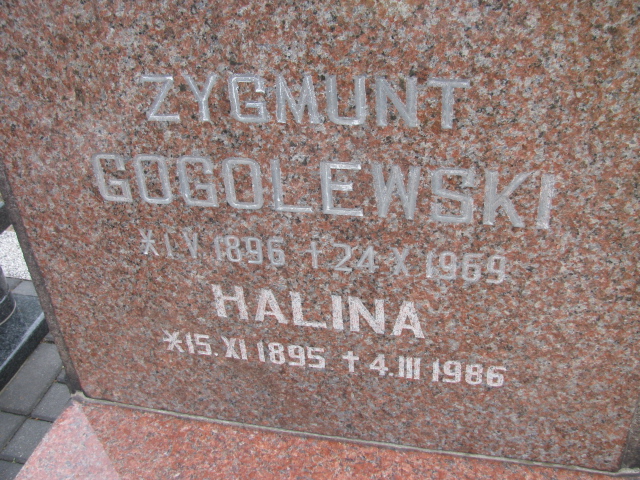 ZYGMUNT
GOGOLEWSKI
*1.V 1896 †24 X 1969
HALINA
*15.XI 1895 † 4.III 1986